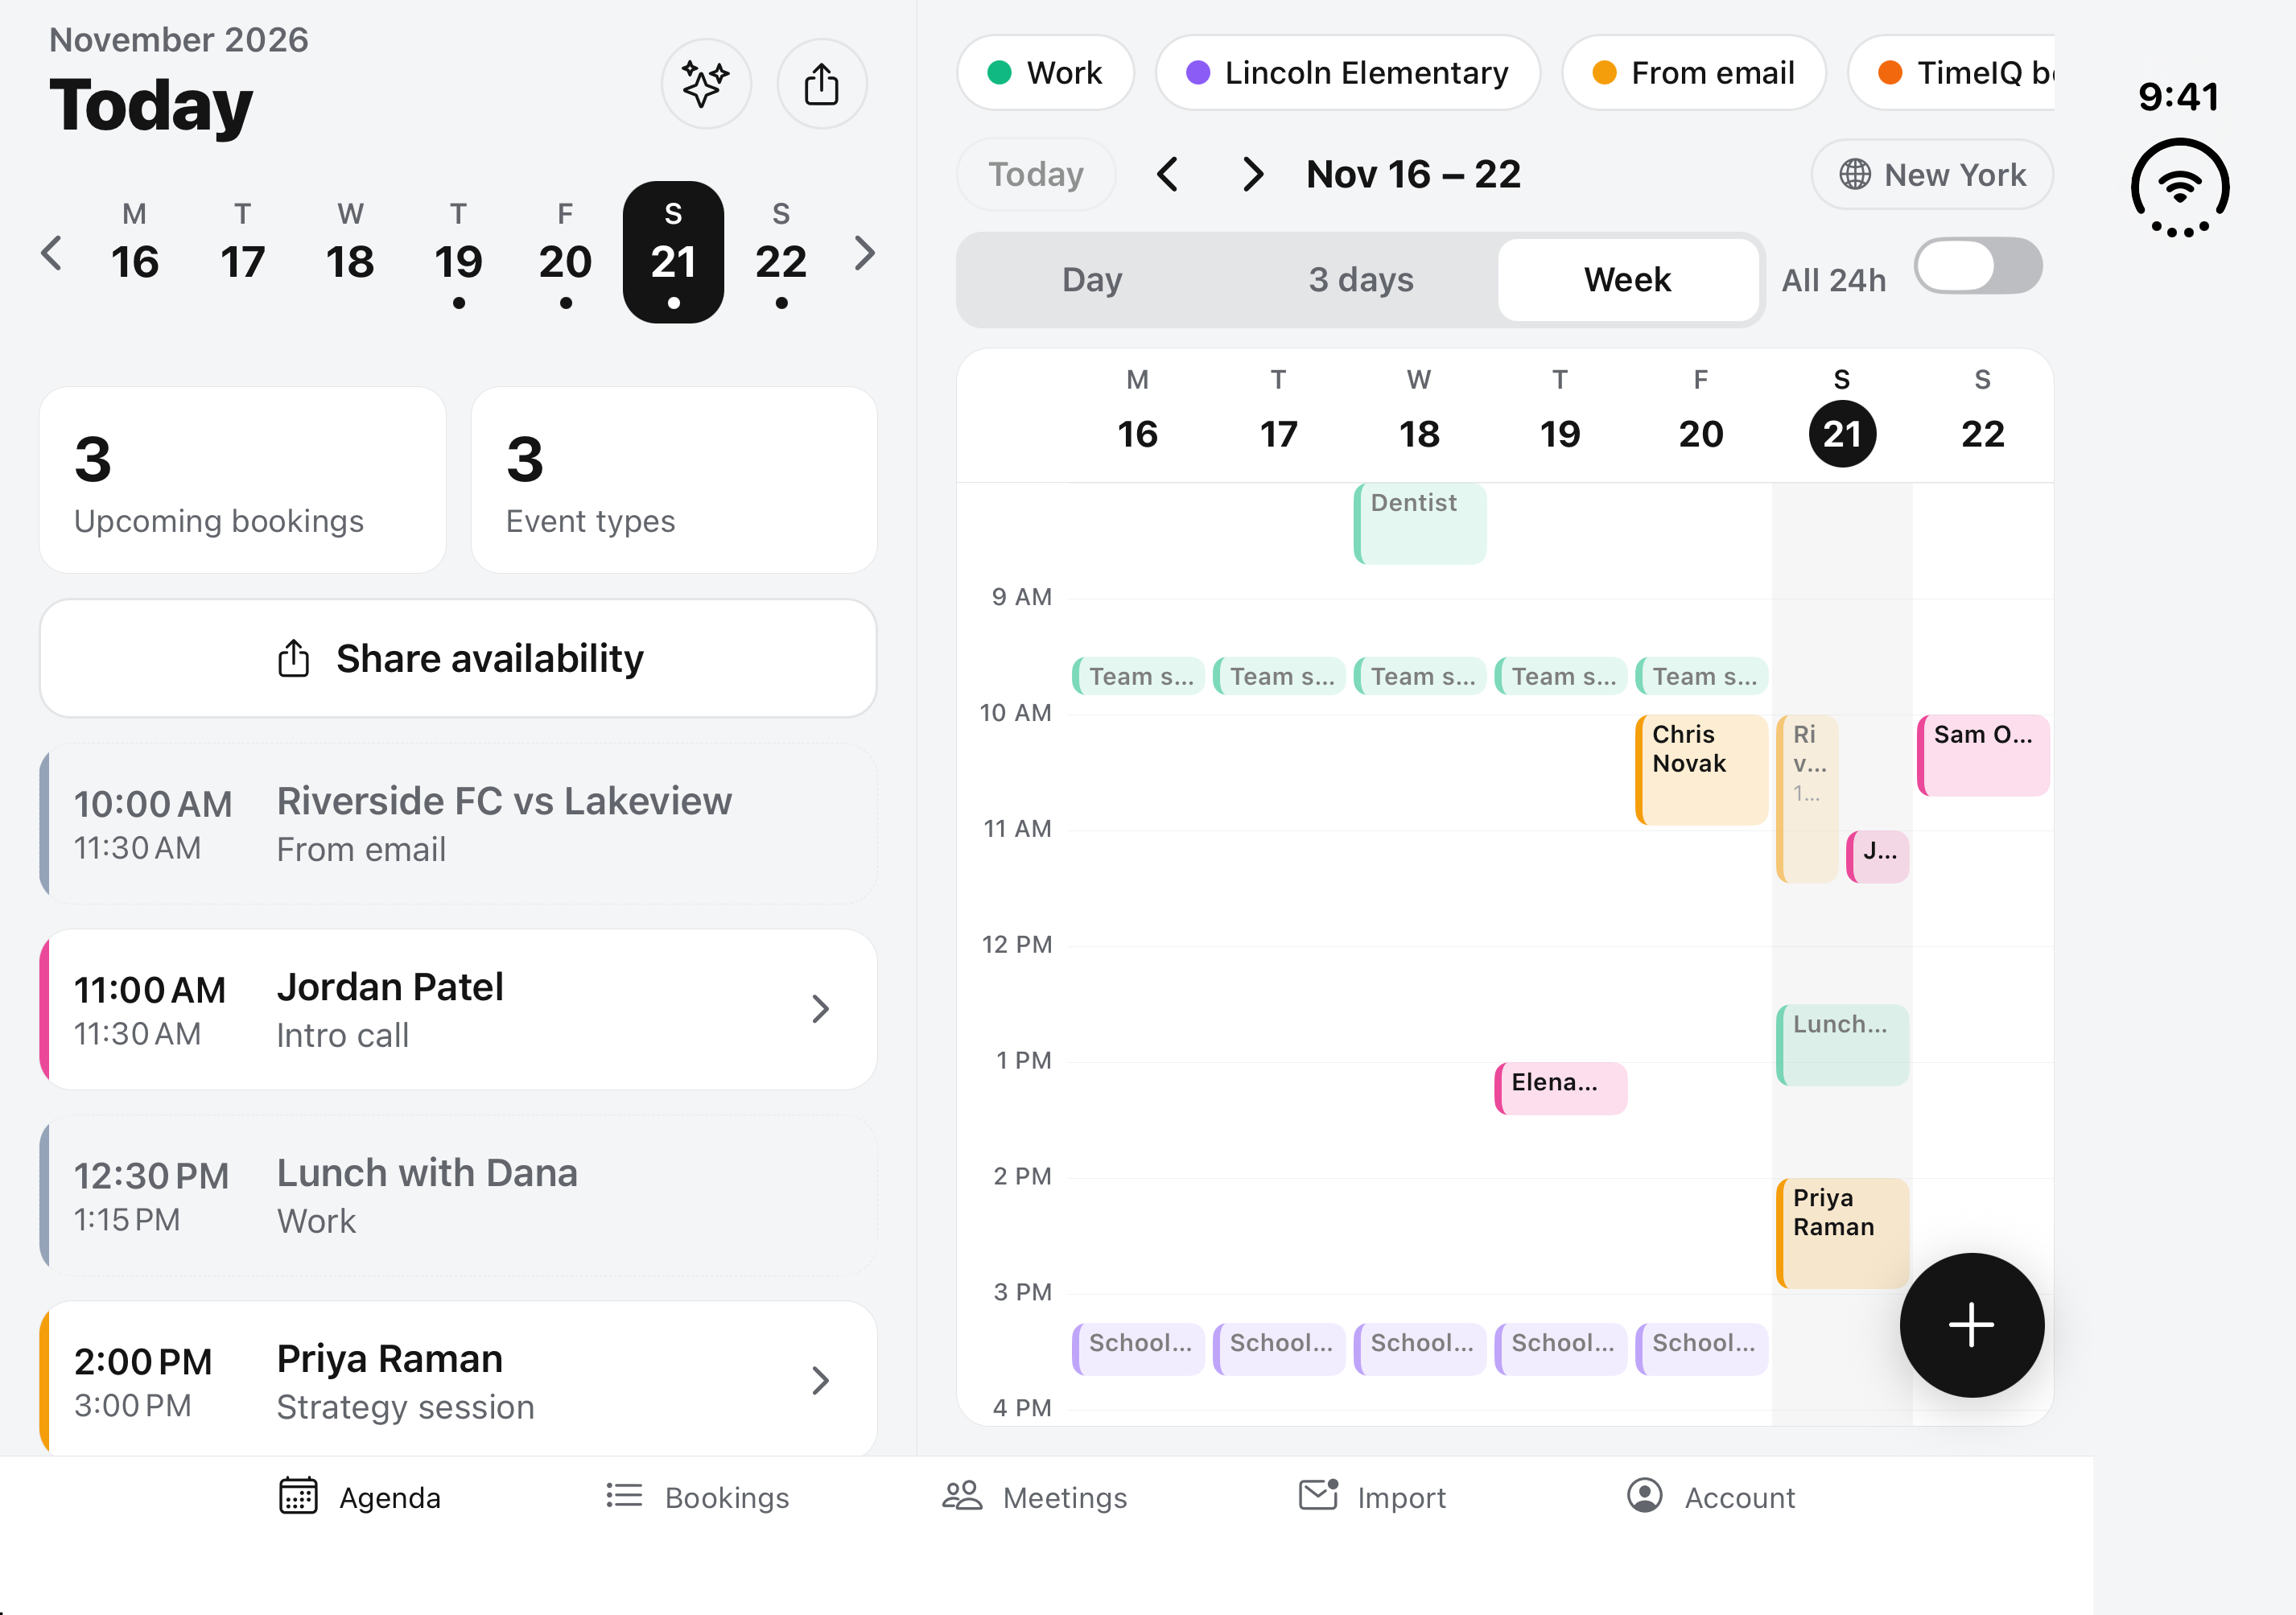 November 2026
Today
M T W T F S S
16 17 18 19 20 21 22
3
Upcoming bookings
3
Event types
Share availability
10:00 AM
11:30 AM
Riverside FC vs Lakeview
From email
11:00 AM
11:30 AM
Jordan Patel
Intro call
12:30 PM
1:15 PM
Lunch with Dana
Work
2:00 PM
3:00 PM
Priya Raman
Strategy session
Work
Lincoln Elementary
From email
TimeIQ bo
Today
Nov 16 – 22
New York
Day
3 days
Week
All 24h
M T W T F S S
16 17 18 19 20 21 22
Dentist
9 AM
Team s... Team s... Team s... Team s... Team s...
10 AM
Chris
Novak
Ri
v...
1...
Sam O...
11 AM
J...
12 PM
Lunch...
1 PM
Elena...
2 PM
Priya
Raman
3 PM
School... School... School... School... School...
4 PM
9:41
Agenda
Bookings
Meetings
Import
Account